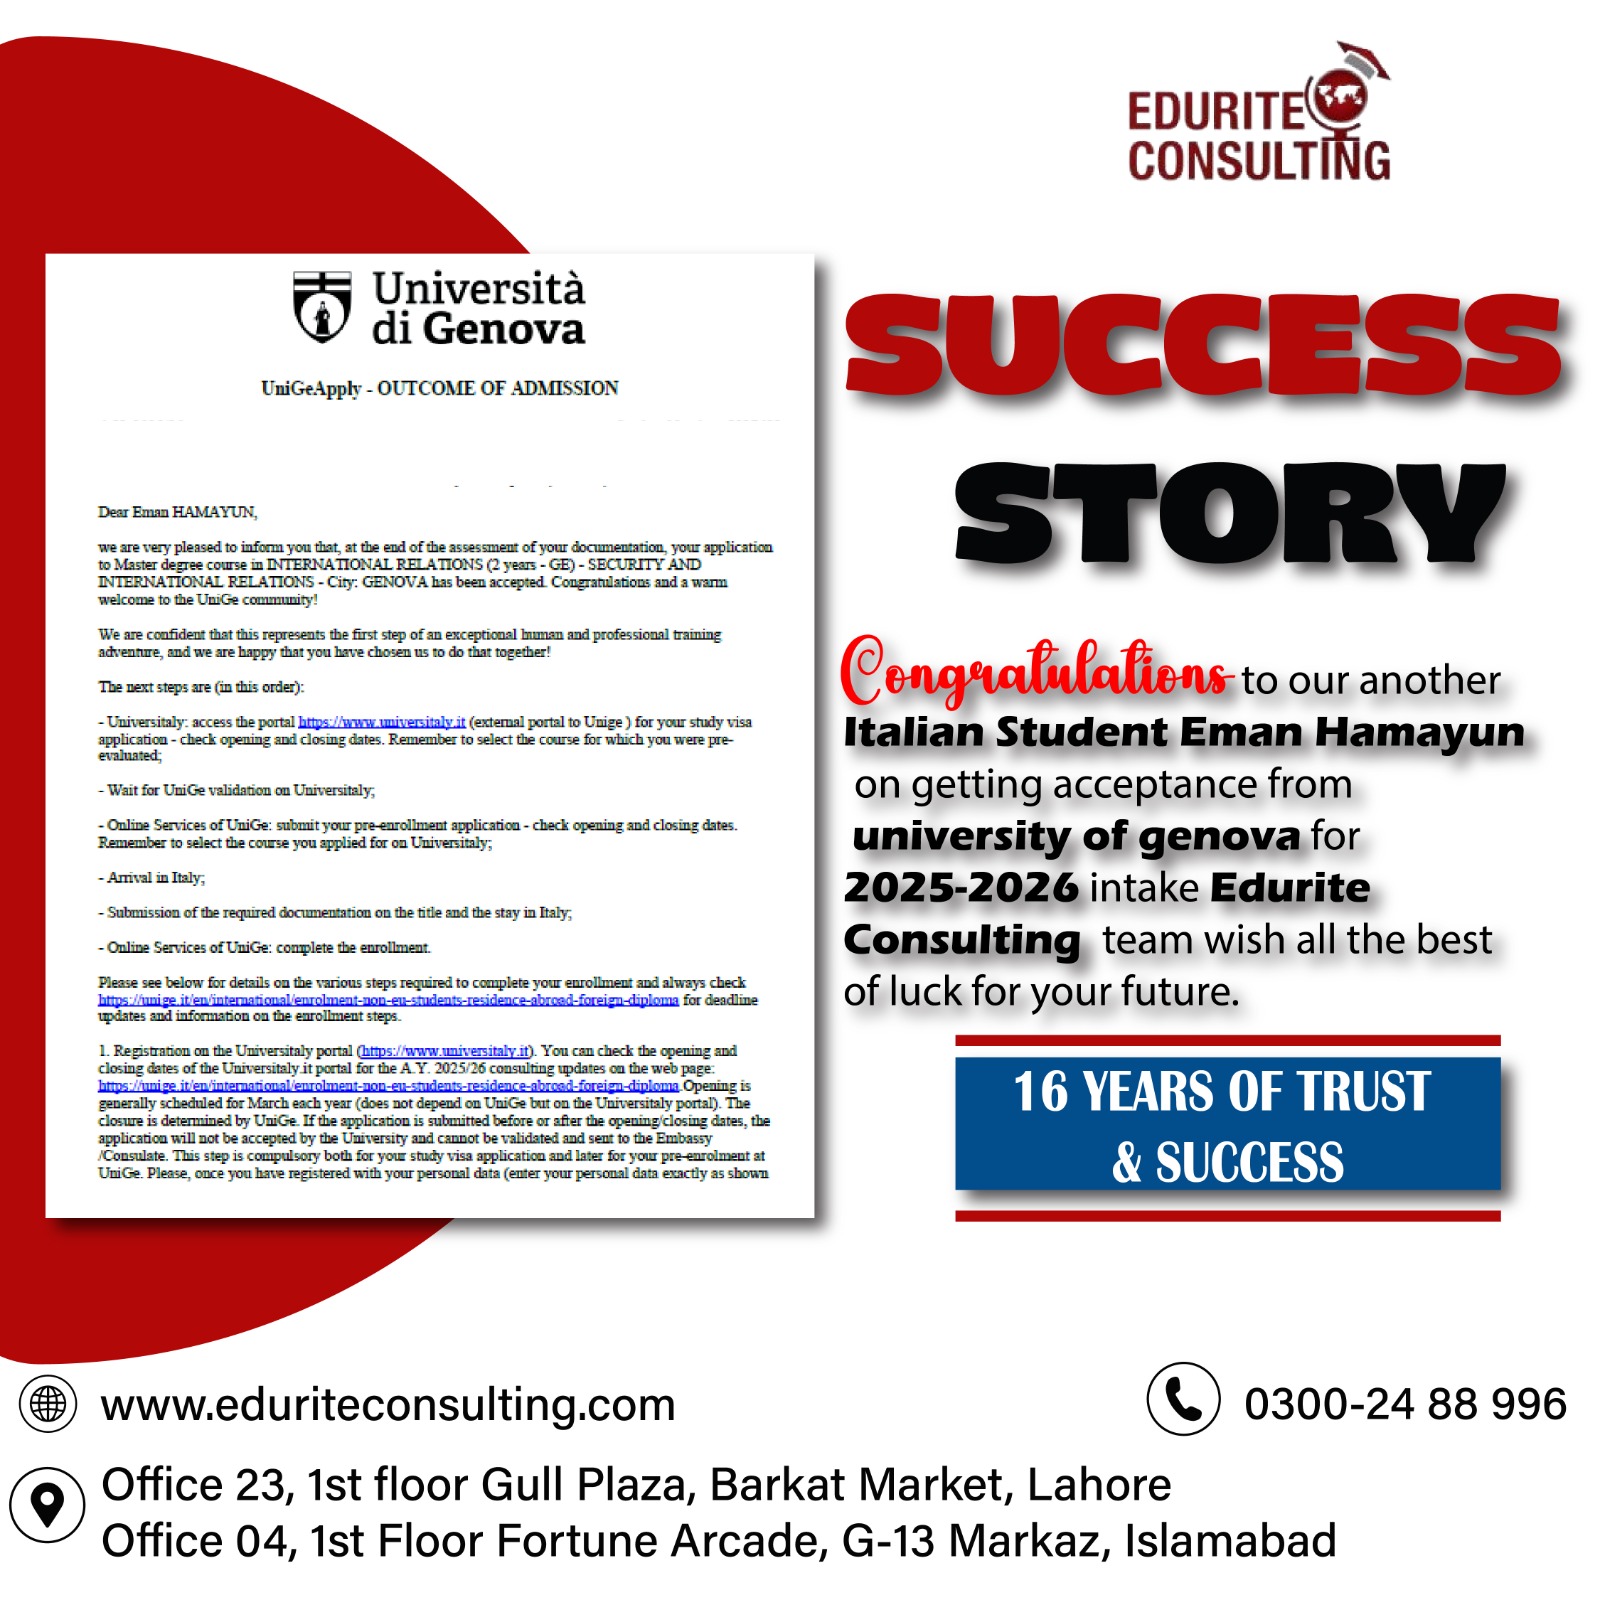 EDURITE
CONSULTING
Università
di Genova
UniGeApply - OUTCOME OF ADMISSION
Dear Eman HAMAYUN,
we are very pleased to inform you that, at the end of the assessment of your documentation, your application
to Master degree course in INTERNATIONAL RELATIONS (2 years - GE) - SECURITY AND
INTERNATIONAL RELATIONS - City: GENOVA has been accepted. Congratulations and a warm
welcome to the UniGe community!
We are confident that this represents the first step of an exceptional human and professional training
adventure, and we are happy that you have chosen us to do that together!
The next steps are (in this order):
- Universitaly: access the portal https://www.universitaly.it (external portal to Unige ) for your study visa
application - check opening and closing dates. Remember to select the course for which you were pre-
evaluated;
- Wait for UniGe validation on Universitaly;
- Online Services of UniGe: submit your pre-enrollment application - check opening and closing dates.
Remember to select the course you applied for on Universitaly;
- Arrival in Italy;
- Submission of the required documentation on the title and the stay in Italy;
- Online Services of UniGe: complete the enrollment.
Please see below for details on the various steps required to complete your enrollment and always check
https://unige.it/en/international/enrolment-non-eu-students-residence-abroad-foreign-diploma for deadline
updates and information on the enrollment steps.
1. Registration on the Universitaly portal (https://www.universitaly.it). You can check the opening and
closing dates of the Universitaly.it portal for the A.Y. 2025/26 consulting updates on the web page:
https://unige.it/en/international/enrolment-non-eu-students-residence-abroad-foreign-diploma.Opening is
generally scheduled for March each year (does not depend on UniGe but on the Universitaly portal). The
closure is determined by UniGe. If the application is submitted before or after the opening/closing dates, the
application will not be accepted by the University and cannot be validated and sent to the Embassy
/Consulate. This step is compulsory both for your study visa application and later for your pre-enrolment at
UniGe. Please, once you have registered with your personal data (enter your personal data exactly as shown
SUCCESS
STORY
Congratulations to our another
Italian Student Eman Hamayun
on getting acceptance from
university of genova for
2025-2026 intake Edurite
Consulting team wish all the best
of luck for your future.
16 YEARS OF TRUST
& SUCCESS
www.eduriteconsulting.com
0300-24 88 996
Office 23, 1st floor Gull Plaza, Barkat Market, Lahore
Office 04, 1st Floor Fortune Arcade, G-13 Markaz, Islamabad